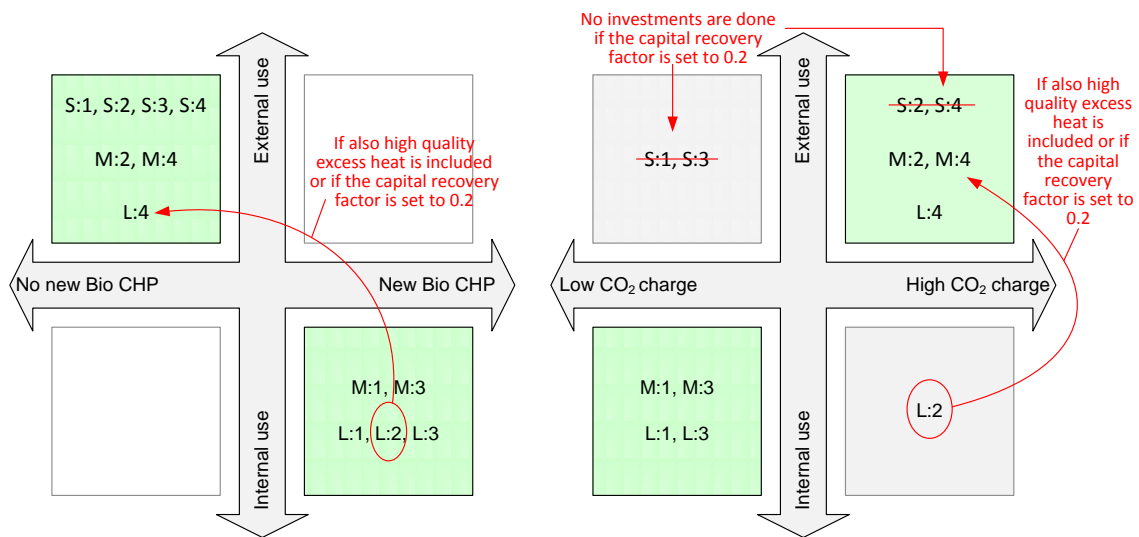 External use
S:1, S:2, S:3, S:4
M:2, M:4
L:4
If also high quality
excess heat is included
or if the capital recovery
factor is set to 0.2
No new Bio CHP
New Bio CHP
M:1, M:3
L:1, L:2, L:3
Internal use
No investments are done
if the capital recovery
factor is set to 0.2
External use
S:1, S:3
S:2, S:4
M:2, M:4
L:4
If also high
quality excess
heat is
included or if
the capital
recovery
factor is set to
0.2
Low CO₂ charge
High CO₂ charge
M:1, M:3
L:1, L:3
L:2
Internal use